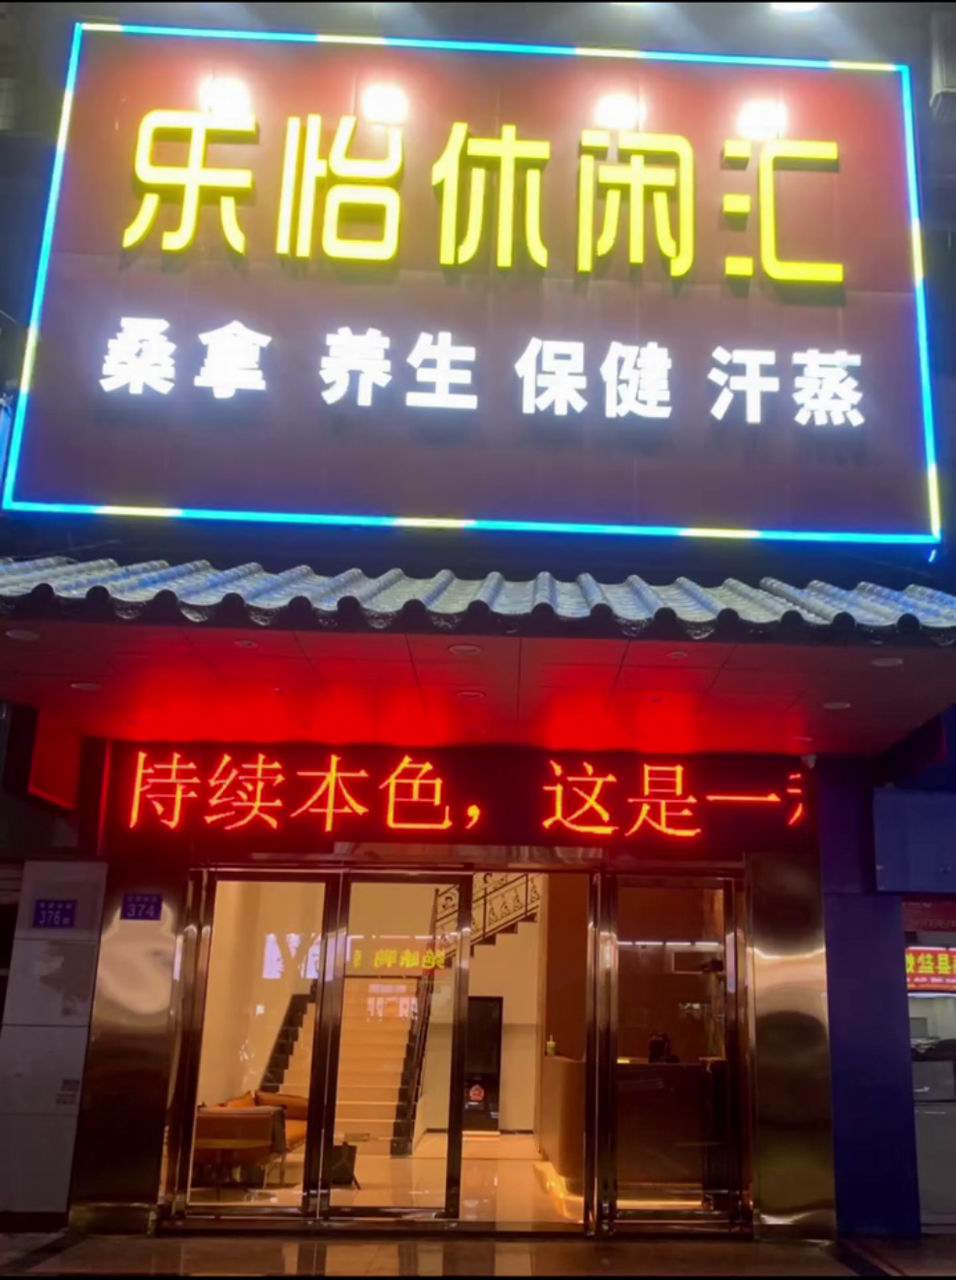 乐怡休闲汇
桑拿 养生 保健 汗蒸
持续本色，这是一
376
374